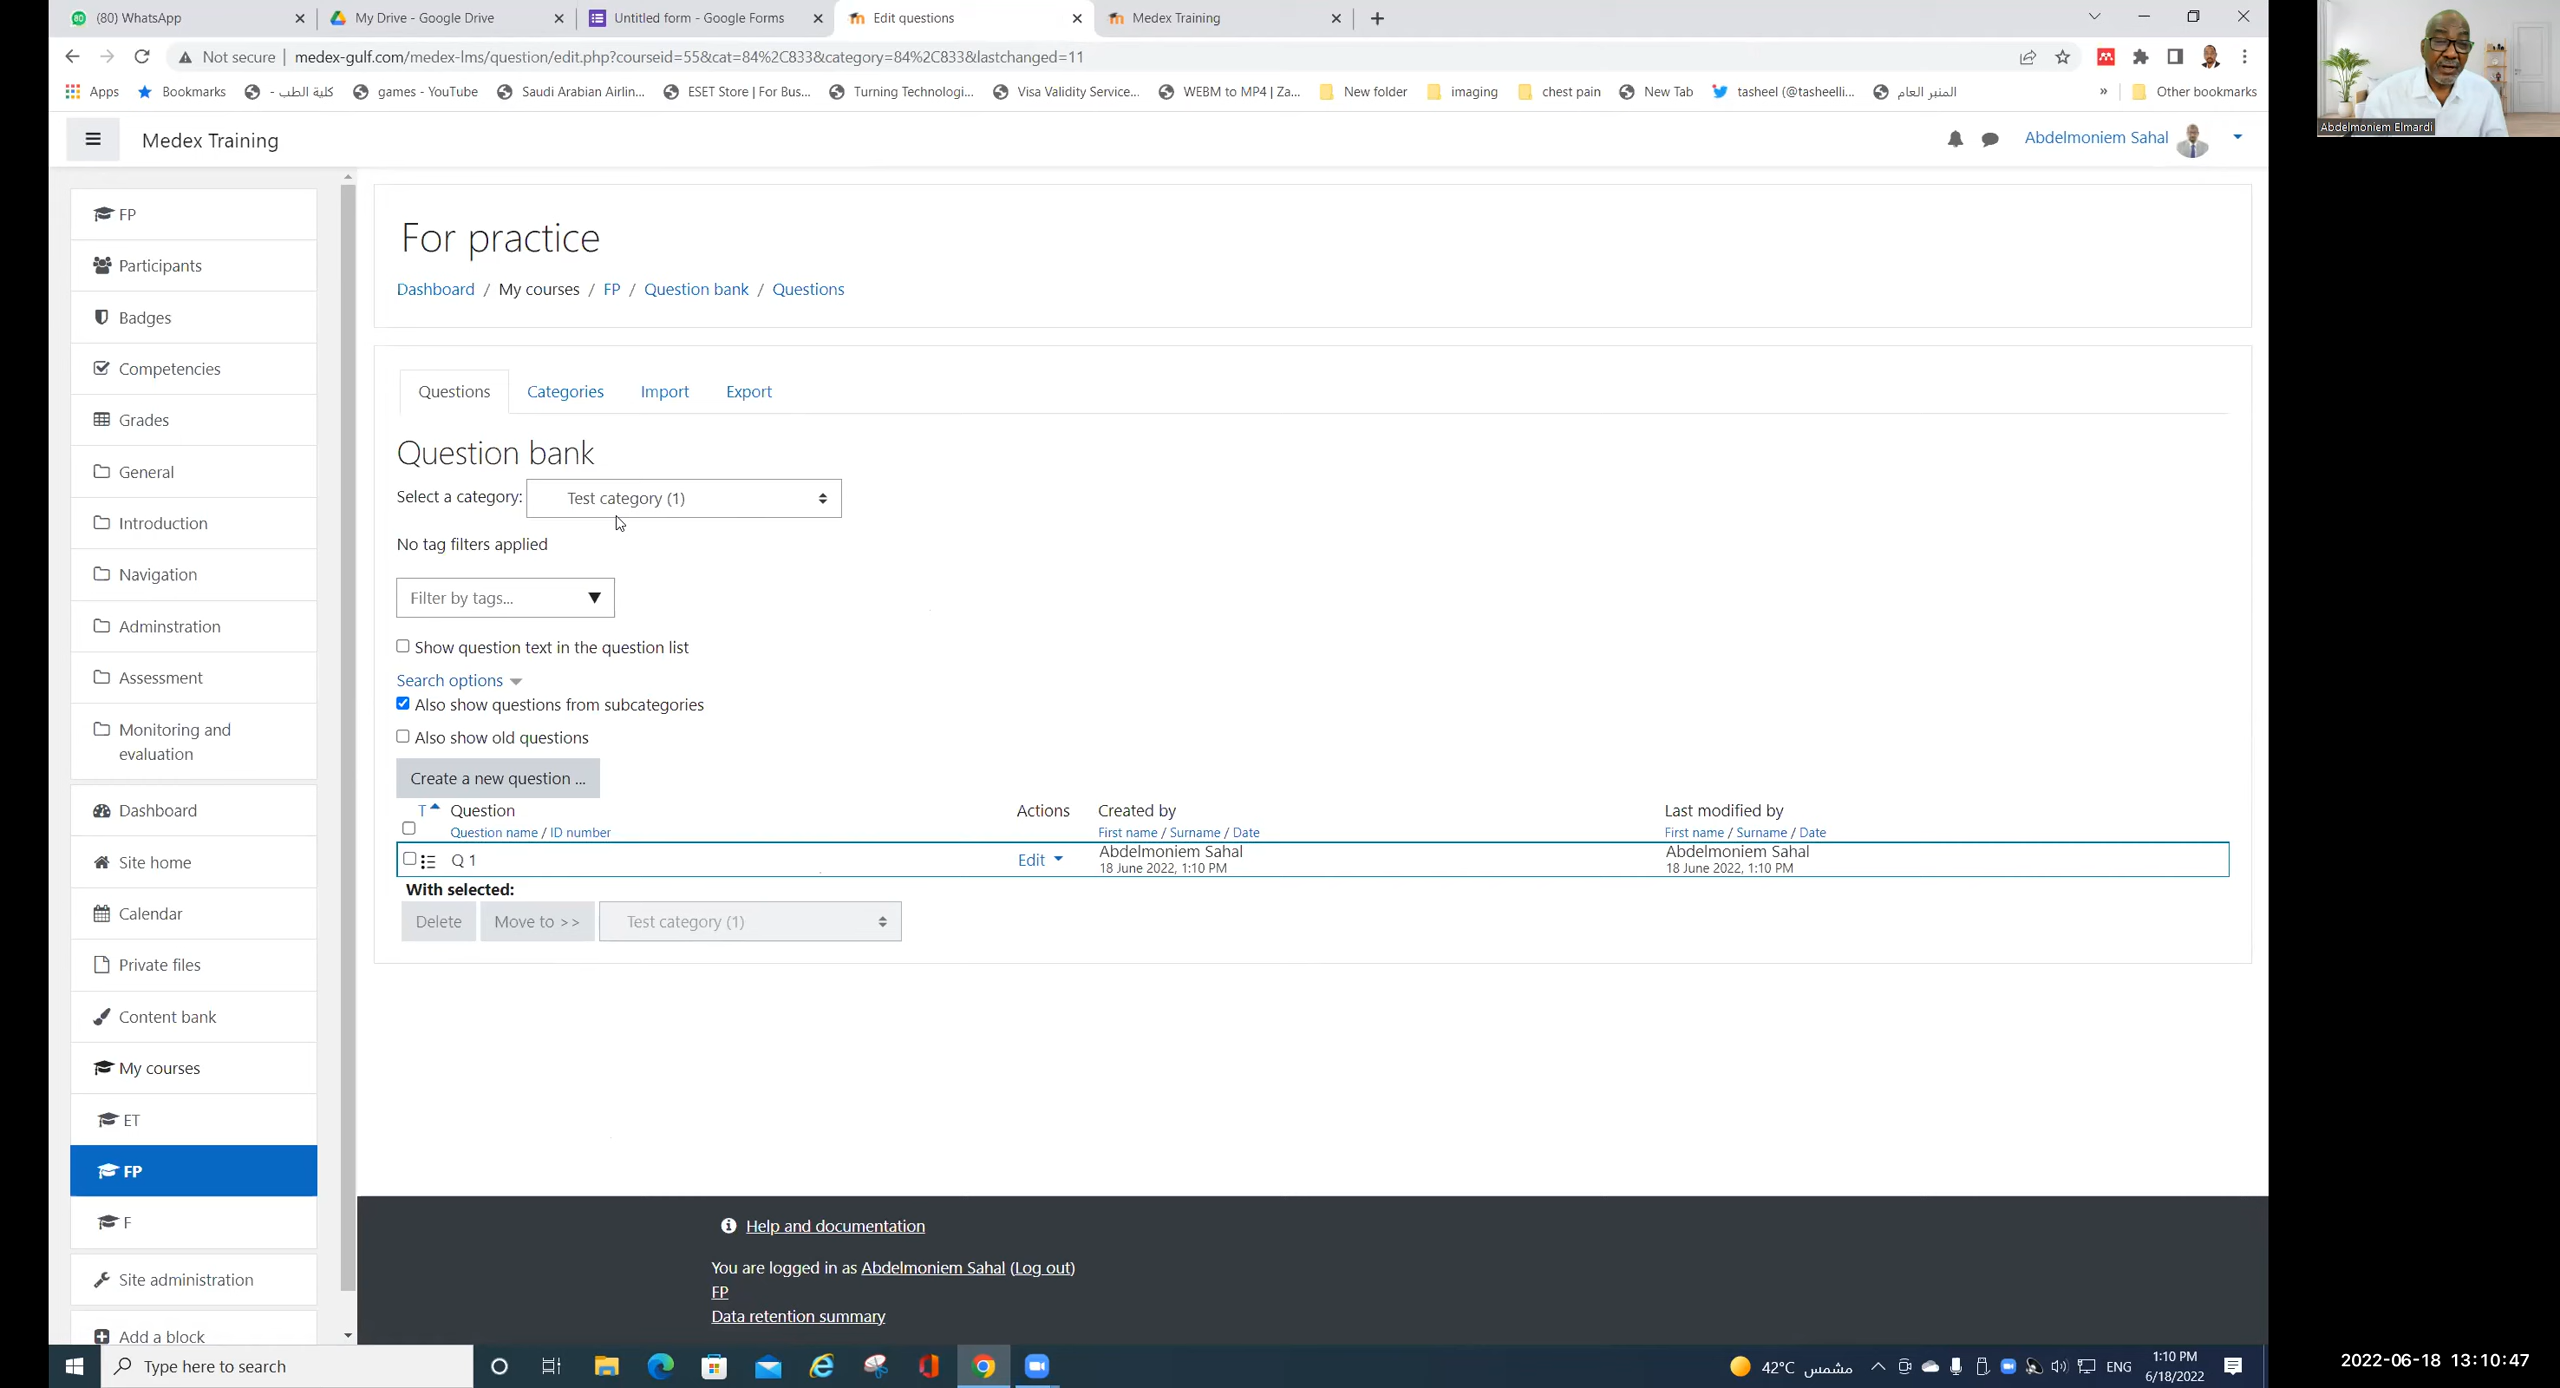 (80) WhatsApp
My Drive - Google Drive
Untitled form - Google Forms
Edit questions
Medex Training
Not secure | medex-gulf.com/medex-lms/question/edit.php?courseid=55&cat=84%2C833&category=84%2C833&lastchanged=11
Apps
Bookmarks
كلية الطب - 
games - YouTube
Saudi Arabian Airlin...
ESET Store | For Bus...
Turning Technologi...
Visa Validity Service...
WEBM to MP4 | Za...
New folder
imaging
chest pain
New Tab
tasheel (@tasheelli...
المنبر العام
»
Other bookmarks
Abdelmoniem Elmardi
Medex Training
Abdelmoniem Sahal
FP
Participants
Badges
Competencies
Grades
General
Introduction
Navigation
Adminstration
Assessment
Monitoring and
evaluation
Dashboard
Site home
Calendar
Private files
Content bank
My courses
ET
FP
F
Site administration
Add a block
For practice
Dashboard / My courses / FP / Question bank / Questions
Questions
Categories
Import
Export
Question bank
Select a category: Test category (1)
No tag filters applied
Filter by tags... ▼
Show question text in the question list
Search options
Also show questions from subcategories
Also show old questions
Create a new question ...
T Question Actions Created by Last modified by
Question name / ID number First name / Surname / Date First name / Surname / Date
Q 1 Edit Abdelmoniem Sahal Abdelmoniem Sahal
18 June 2022, 1:10 PM 18 June 2022, 1:10 PM
With selected:
Delete Move to >> Test category (1)
Help and documentation
You are logged in as Abdelmoniem Sahal (Log out)
FP
Data retention summary
Type here to search
42°C مشمس
ENG
1:10 PM
6/18/2022
2022-06-18 13:10:47